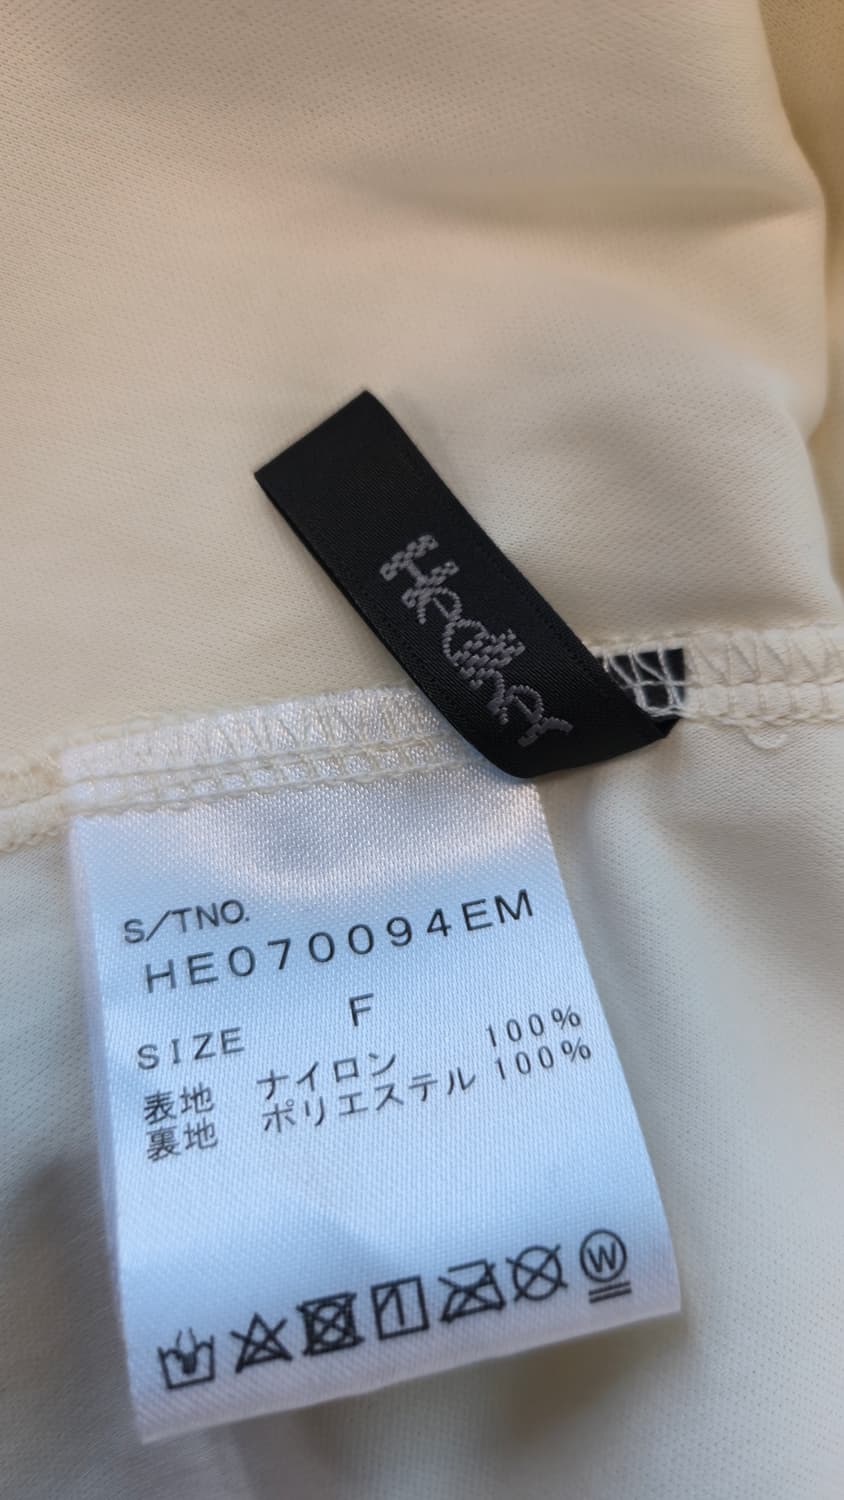 Heather
S/TNO.
HE070094EM
SIZE F
表地 ナイロン 100%
裏地 ポリエステル 100%
W